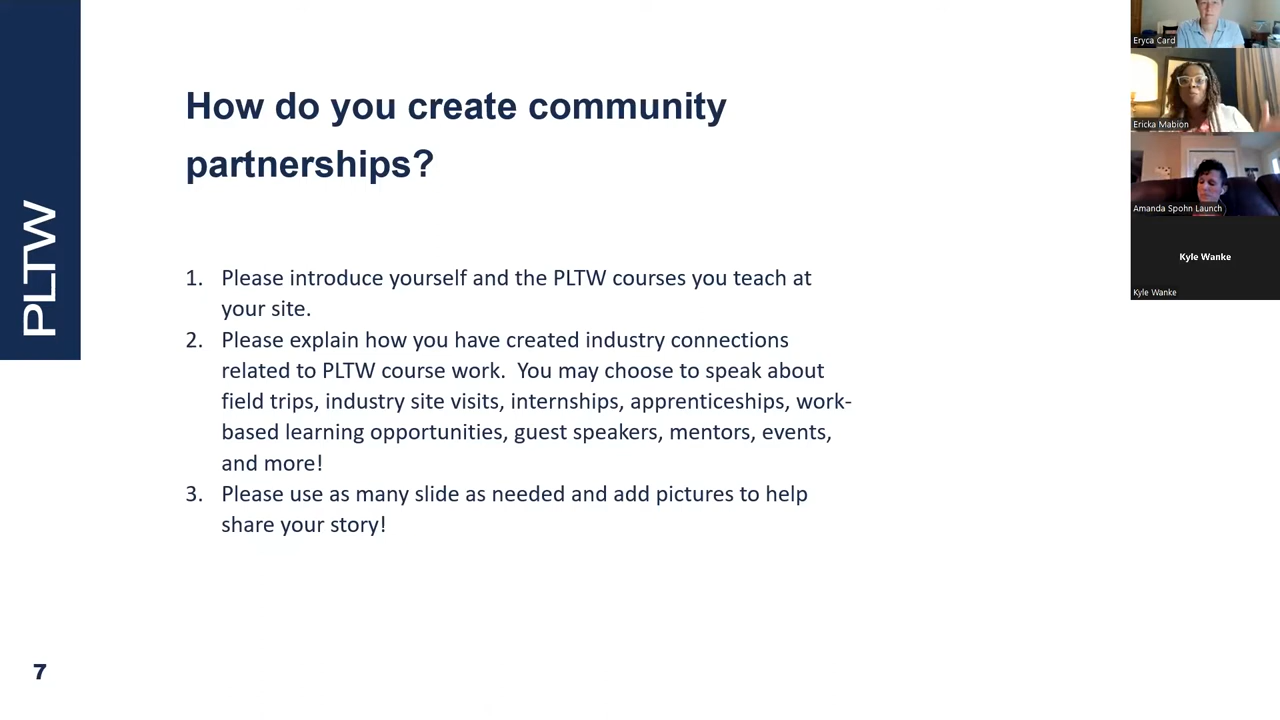 PLTW
How do you create community
partnerships?
1. Please introduce yourself and the PLTW courses you teach at
your site.
2. Please explain how you have created industry connections
related to PLTW course work.  You may choose to speak about
field trips, industry site visits, internships, apprenticeships, work-
based learning opportunities, guest speakers, mentors, events,
and more!
3. Please use as many slide as needed and add pictures to help
share your story!
7
Eryca Card
Ericka Mabion
Amanda Spohn Launch
Kyle Wanke
Kyle Wanke